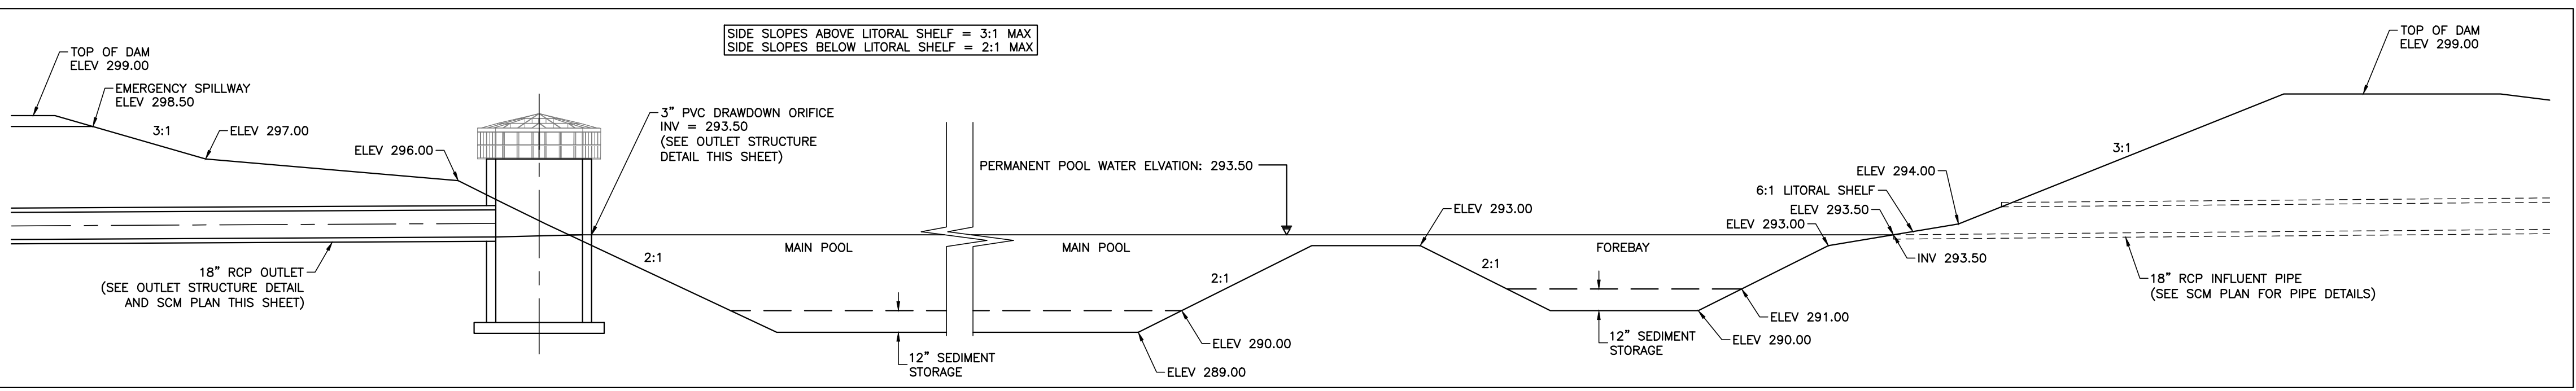 SIDE SLOPES ABOVE LITORAL SHELF = 3:1 MAX
SIDE SLOPES BELOW LITORAL SHELF = 2:1 MAX
TOP OF DAM
ELEV 299.00
EMERGENCY SPILLWAY
ELEV 298.50
3:1
ELEV 297.00
ELEV 296.00
3" PVC DRAWDOWN ORIFICE
INV = 293.50
(SEE OUTLET STRUCTURE
DETAIL THIS SHEET)
18" RCP OUTLET
(SEE OUTLET STRUCTURE DETAIL
AND SCM PLAN THIS SHEET)
2:1
MAIN POOL
12" SEDIMENT
STORAGE
PERMANENT POOL WATER ELVATION: 293.50
MAIN POOL
2:1
ELEV 290.00
ELEV 289.00
ELEV 293.00
2:1
FOREBAY
12" SEDIMENT
STORAGE
ELEV 291.00
ELEV 290.00
ELEV 294.00
6:1 LITORAL SHELF
ELEV 293.50
ELEV 293.00
INV 293.50
3:1
TOP OF DAM
ELEV 299.00
18" RCP INFLUENT PIPE
(SEE SCM PLAN FOR PIPE DETAILS)